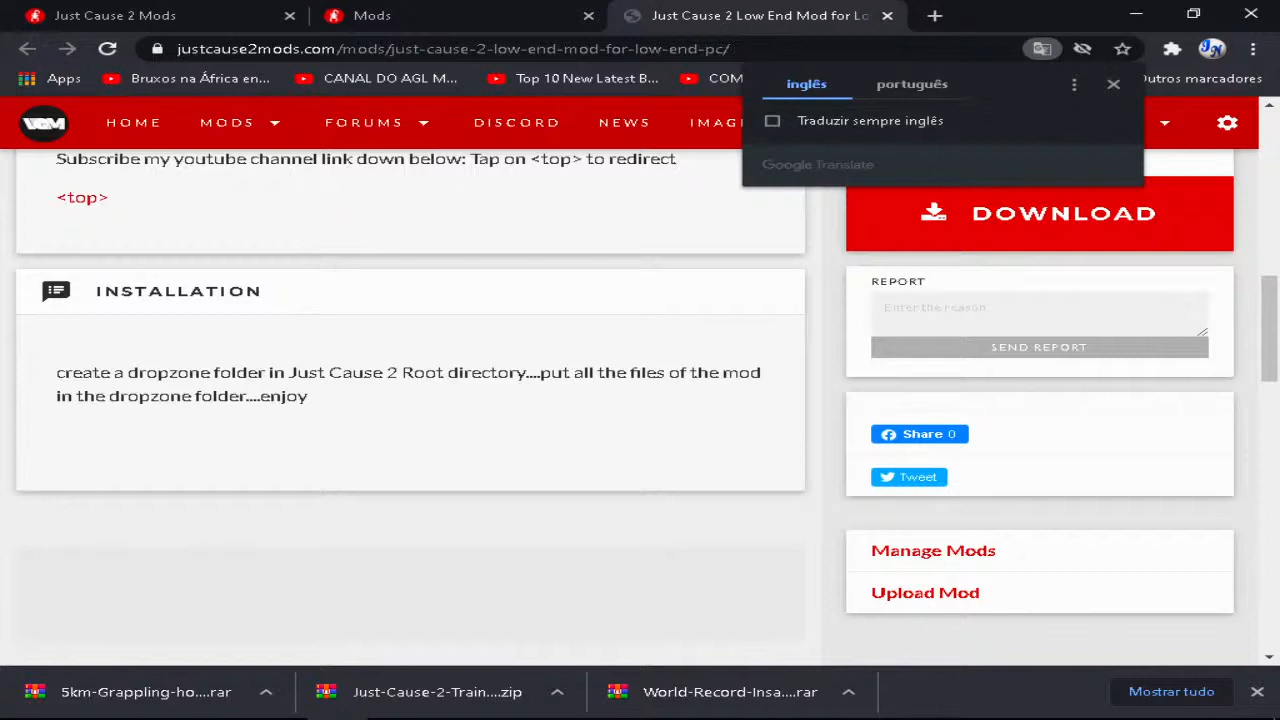 Just Cause 2 Mods
Mods
Just Cause 2 Low End Mod for Lo
justcause2mods.com/mods/just-cause-2-low-end-mod-for-low-end-pc/
Apps
Bruxos na África en...
CANAL DO AGL M...
Top 10 New Latest B...
COM
Outros marcadores
inglês português
Traduzir sempre inglês
Google Translate
VGM
HOME MODS FORUMS DISCORD NEWS IMAG
Subscribe my youtube channel link down below: Tap on <top> to redirect
<top>
INSTALLATION
create a dropzone folder in Just Cause 2 Root directory....put all the files of the mod
in the dropzone folder....enjoy
DOWNLOAD
REPORT
Enter the reason
SEND REPORT
Share 0
Tweet
Manage Mods
Upload Mod
5km-Grappling-ho....rar
Just-Cause-2-Train....zip
World-Record-Insa....rar
Mostrar tudo